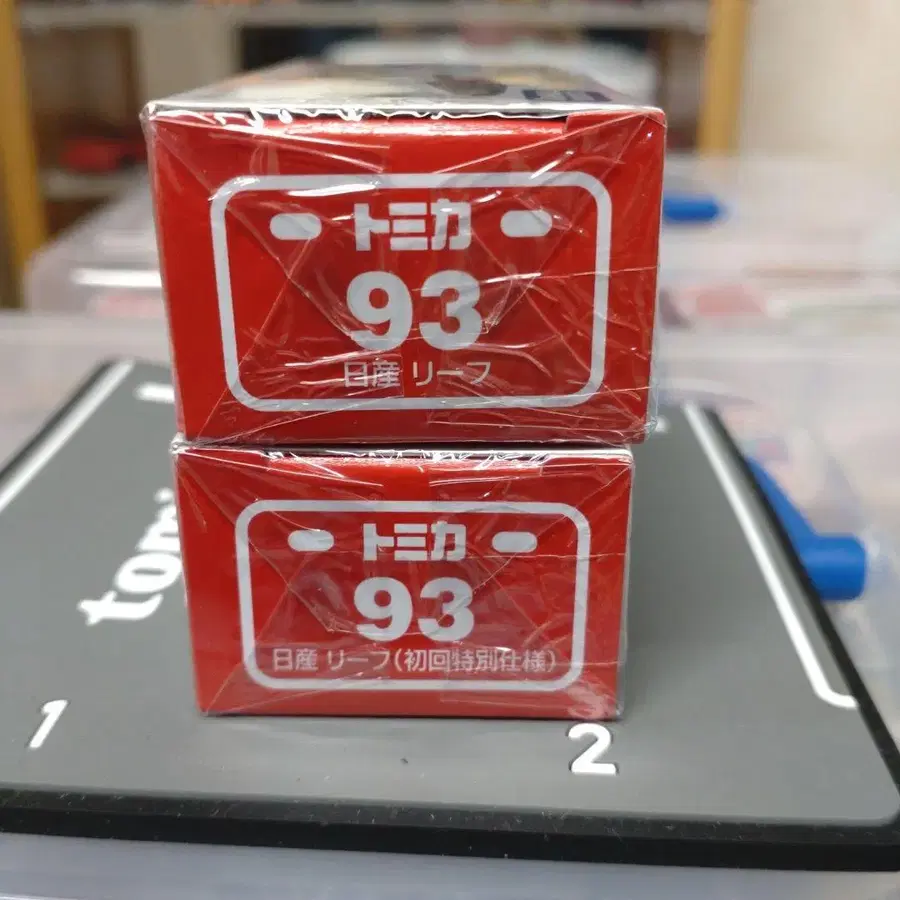 トミカ
93
日産 リーフ
トミカ
93
日産 リーフ(初回特別仕様)
tomi
1
2